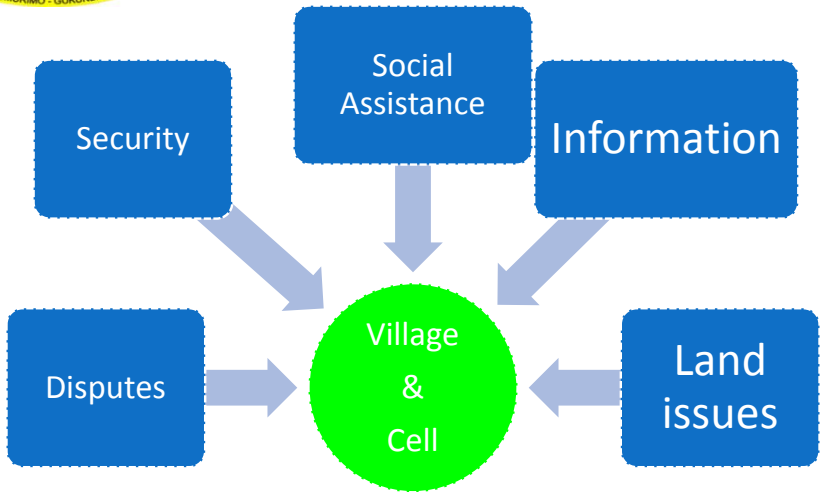 Social
Assistance
Security
Information
Village
&
Cell
Disputes
Land
issues